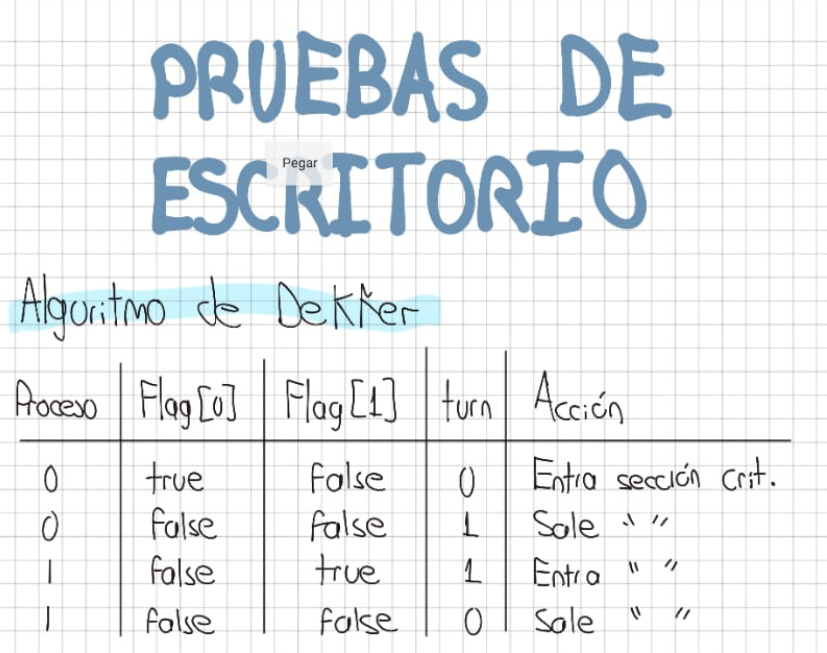 PRUEBAS DE
Pegar
ESCRITORIO
Algoritmo de Dekker
Proceso Flag[0] Flag[1] turn Acción
0 true false 0 Entra sección crit.
0 false false 1 Sale " "
1 false true 1 Entra " "
1 false false 0 Sale " "